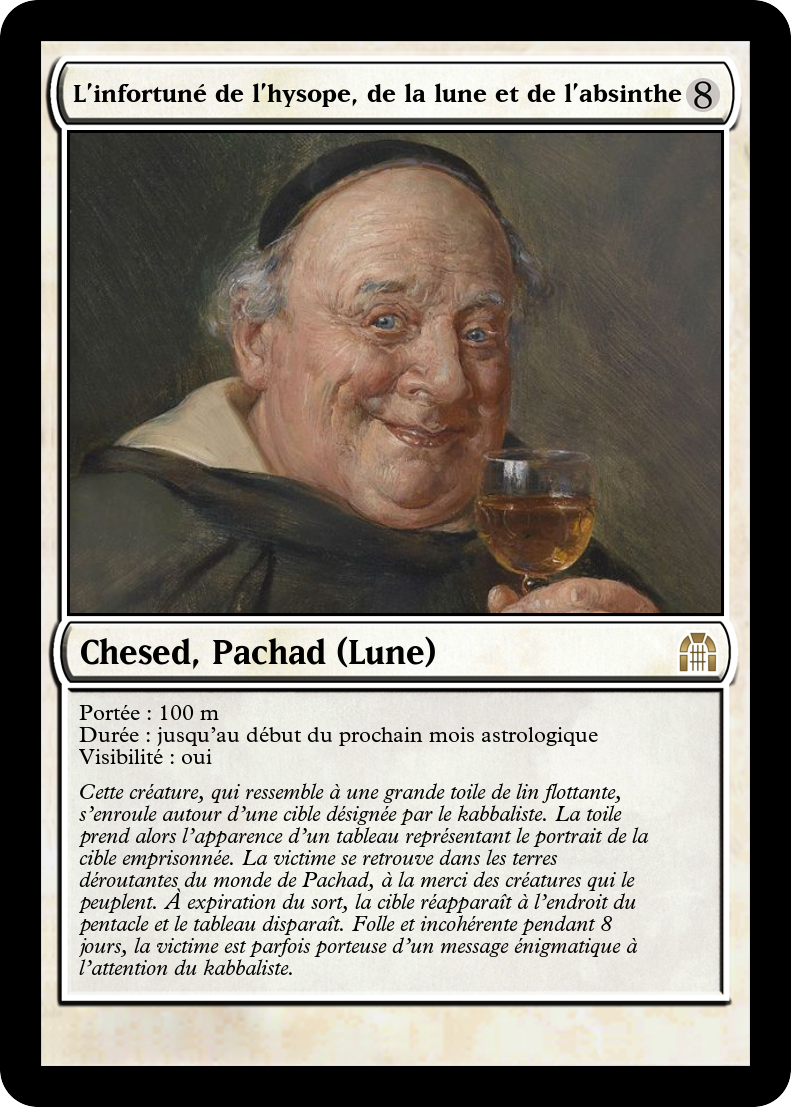 L'infortuné de l'hysope, de la lune et de l'absinthe 8
Chesed, Pachad (Lune)
Portée : 100 m
Durée : jusqu'au début du prochain mois astrologique
Visibilité : oui
Cette créature, qui ressemble à une grande toile de lin flottante,
s'enroule autour d'une cible désignée par le kabbaliste. La toile
prend alors l'apparence d'un tableau représentant le portrait de la
cible emprisonnée. La victime se retrouve dans les terres
déroutantes du monde de Pachad, à la merci des créatures qui le
peuplent. À expiration du sort, la cible réapparaît à l'endroit du
pentacle et le tableau disparaît. Folle et incohérente pendant 8
jours, la victime est parfois porteuse d'un message énigmatique à
l'attention du kabbaliste.